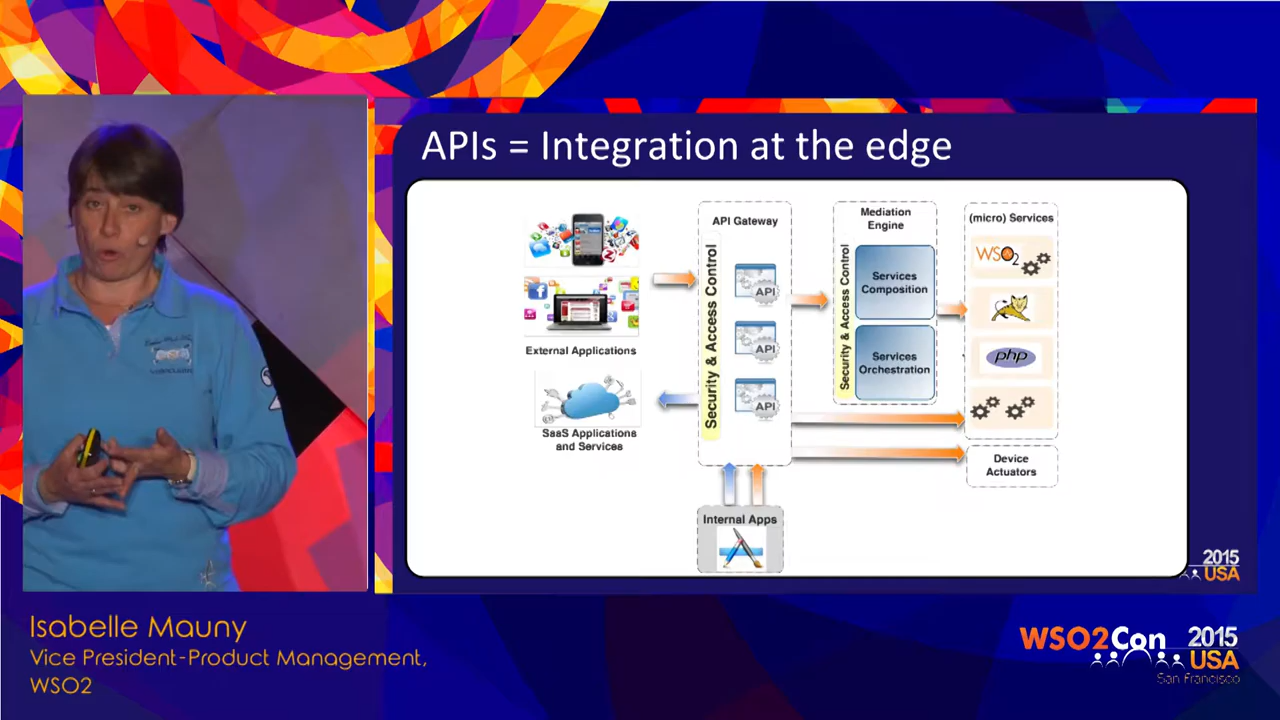 APIs = Integration at the edge
External Applications
SaaS Applications
and Services
API Gateway
Security & Access Control
API
API
API
Internal Apps
Mediation
Engine
Security & Access Control
Services
Composition
Services
Orchestration
(micro) Services
WSO2
php
Device
Actuators
2015
USA
Isabelle Mauny
Vice President-Product Management,
WSO2
WSO2Con 2015
USA
San Francisco